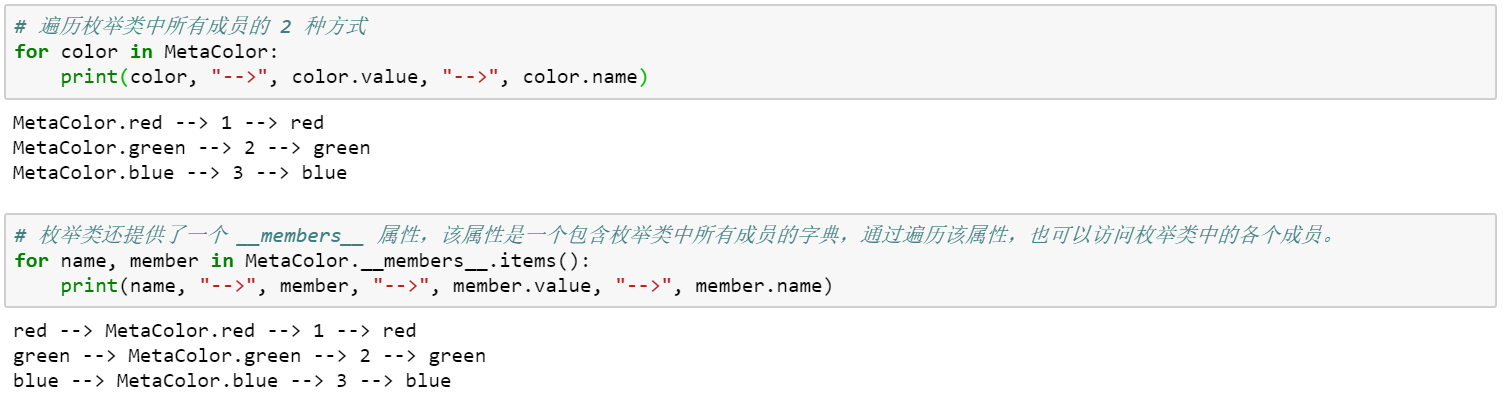 # 遍历枚举类中所有成员的 2 种方式
for color in MetaColor:
    print(color, "-->", color.value, "-->", color.name)
MetaColor.red --> 1 --> red
MetaColor.green --> 2 --> green
MetaColor.blue --> 3 --> blue
# 枚举类还提供了一个 __members__ 属性，该属性是一个包含枚举类中所有成员的字典，通过遍历该属性，也可以访问枚举类中的各个成员。
for name, member in MetaColor.__members__.items():
    print(name, "-->", member, "-->", member.value, "-->", member.name)
red --> MetaColor.red --> 1 --> red
green --> MetaColor.green --> 2 --> green
blue --> MetaColor.blue --> 3 --> blue